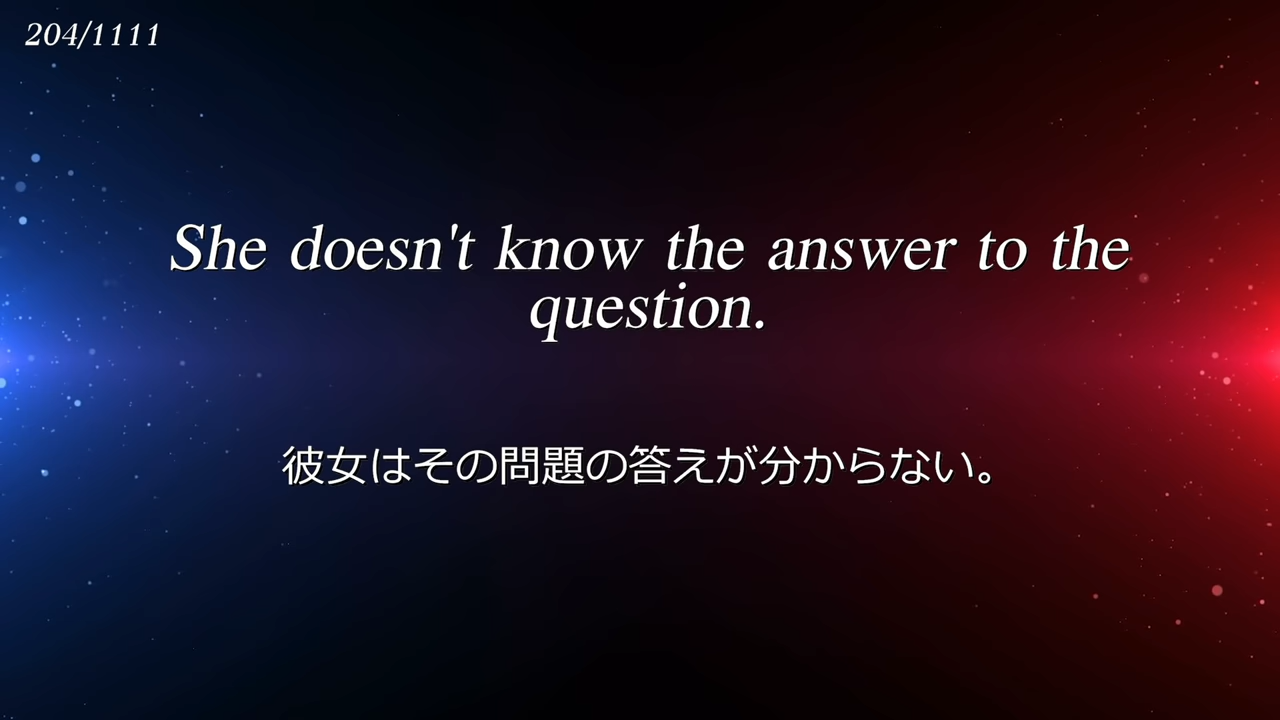 204/1111
She doesn't know the answer to the
question.
彼女はその問題の答えが分からない。